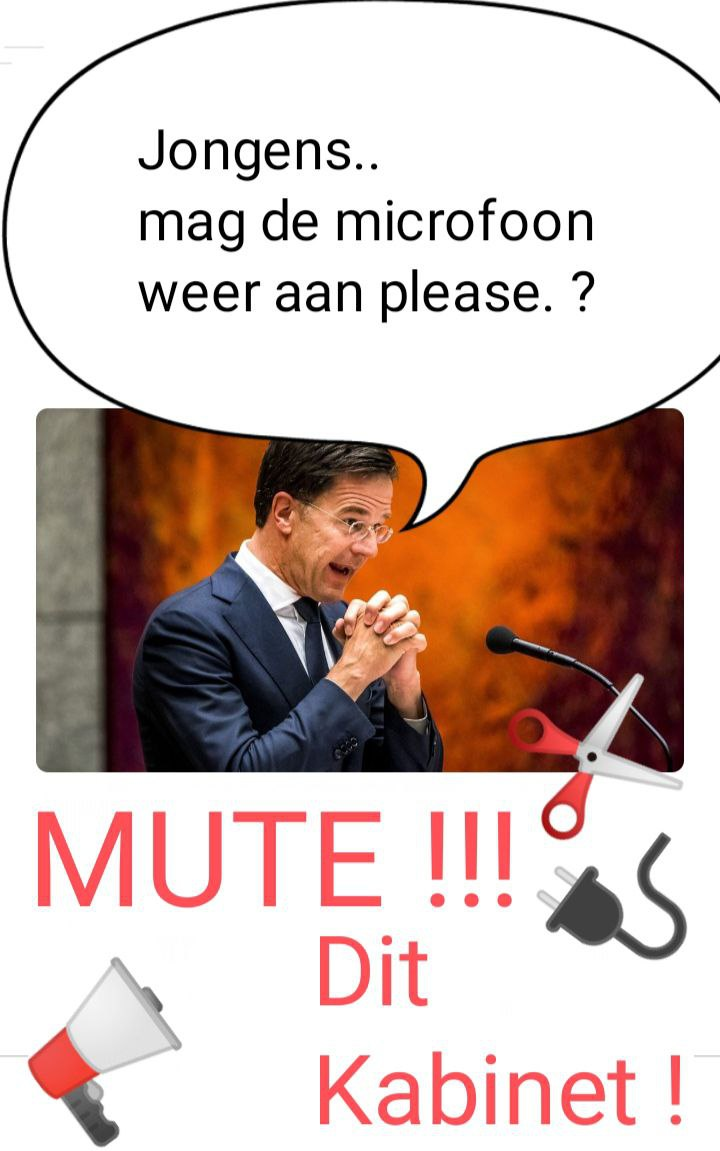 Jongens..
mag de microfoon
weer aan please. ?
MUTE !!!
Dit
Kabinet !